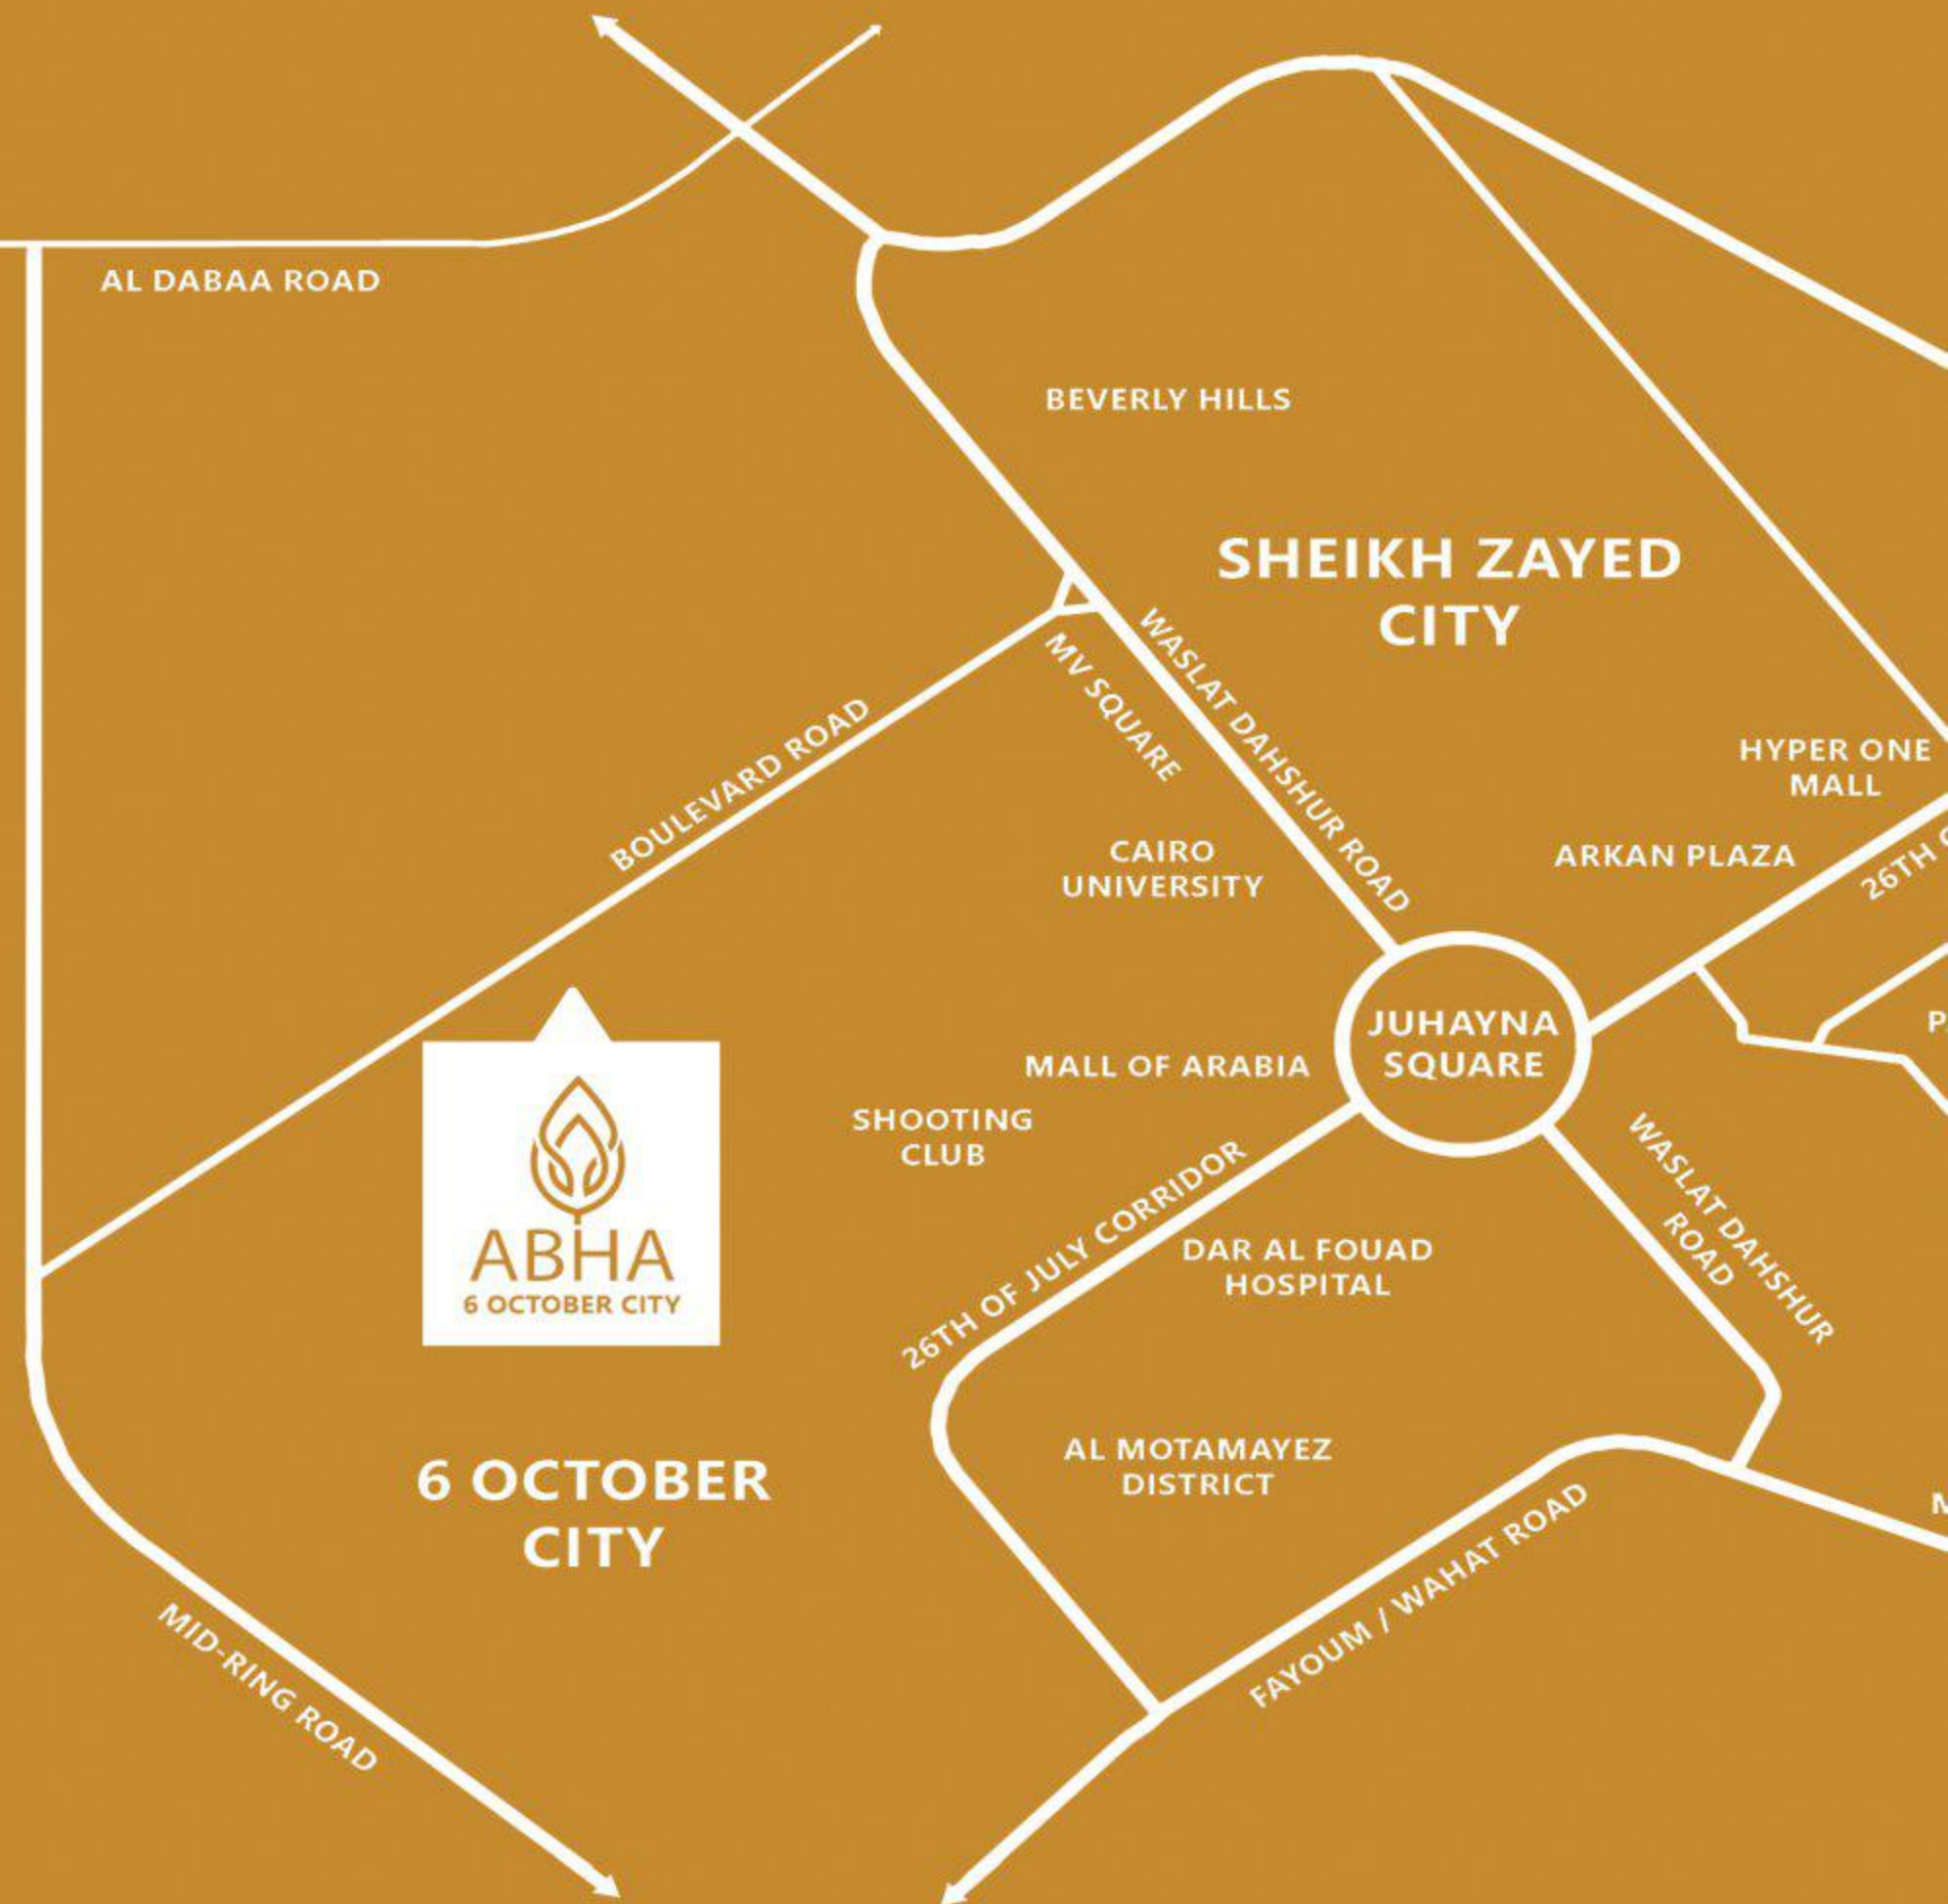 AL DABAA ROAD
BEVERLY HILLS
SHEIKH ZAYED
CITY
WASLAT DAHSHUR ROAD
MV SQUARE
BOULEVARD ROAD
HYPER ONE
MALL
CAIRO
UNIVERSITY
ARKAN PLAZA
26TH
JUHAYNA
SQUARE
MALL OF ARABIA
SHOOTING
CLUB
26TH OF JULY CORRIDOR
WASLAT DAHSHUR
ROAD
DAR AL FOUAD
HOSPITAL
ABHA
6 OCTOBER CITY
6 OCTOBER
CITY
AL MOTAMAYEZ
DISTRICT
FAYOUM / WAHAT ROAD
MID-RING ROAD